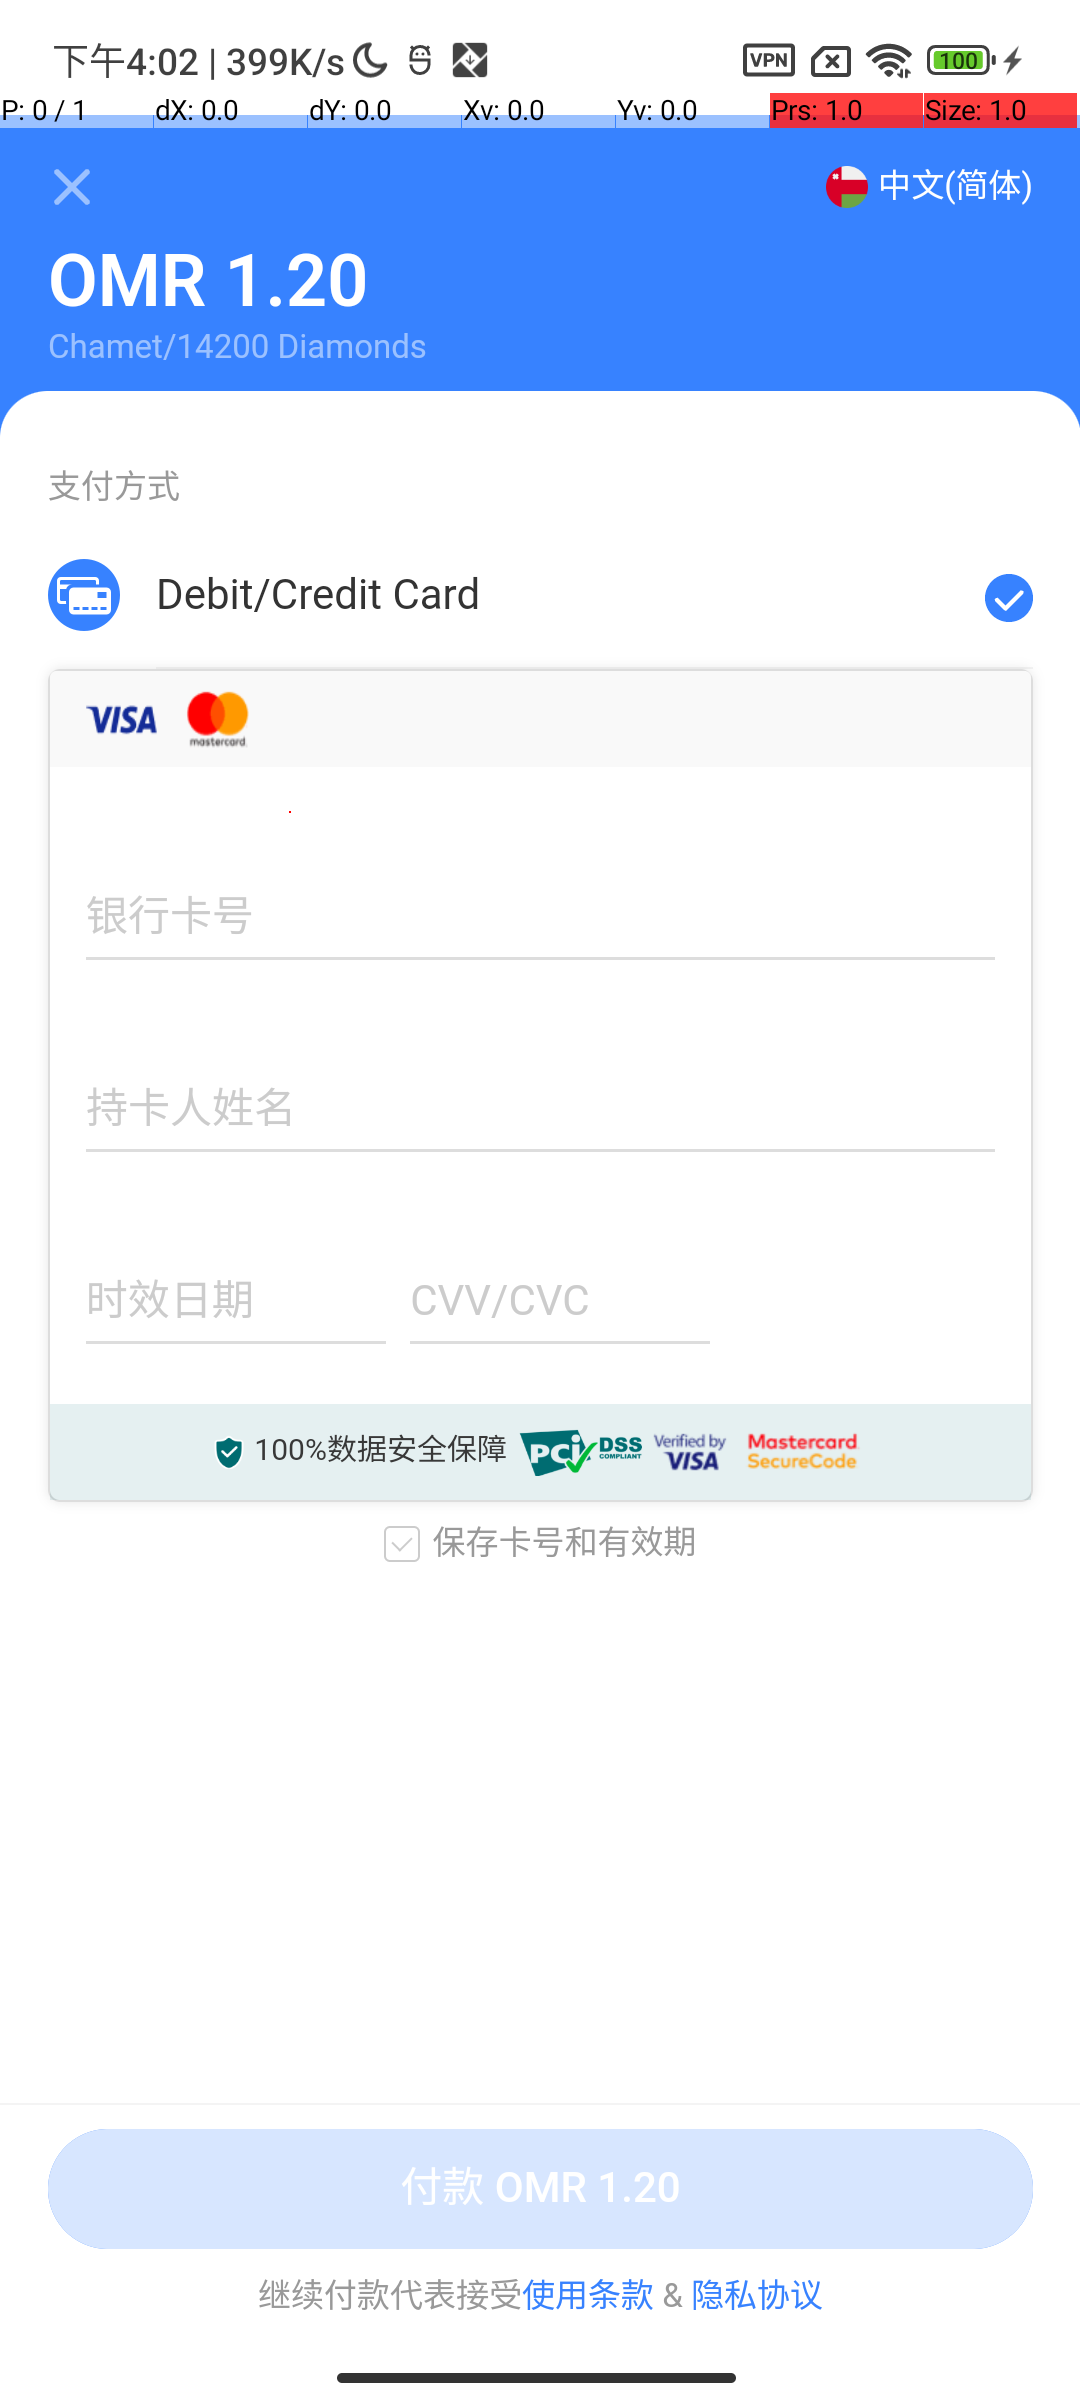 下午4:02 | 399K/s VPN 100
P: 0 / 1 dX: 0.0 dY: 0.0 Xv: 0.0 Yv: 0.0 Prs: 1.0 Size: 1.0
中文(简体)
OMR 1.20
Chamet/14200 Diamonds
支付方式
Debit/Credit Card
VISA mastercard
银行卡号
持卡人姓名
时效日期 CVV/CVC
100%数据安全保障 PCI DSS COMPLIANT Verified by VISA Mastercard SecureCode
保存卡号和有效期
付款 OMR 1.20
继续付款代表接受使用条款 & 隐私协议